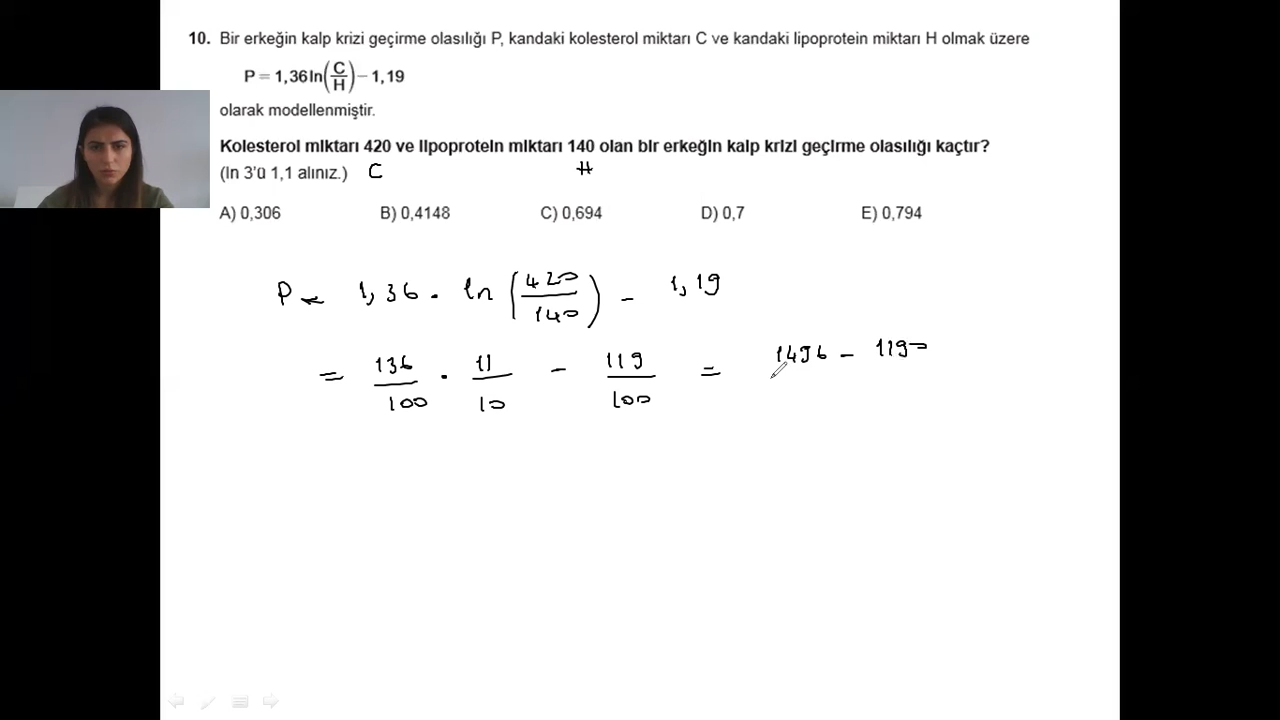 10. Bir erkeğin kalp krizi geçirme olasılığı P, kandaki kolesterol miktarı C ve kandaki lipoprotein miktarı H olmak üzere
P = 1,36 ln(C/H) − 1,19
olarak modellenmiştir.
Kolesterol miktarı 420 ve lipoprotein miktarı 140 olan bir erkeğin kalp krizi geçirme olasılığı kaçtır?
(ln 3'ü 1,1 alınız.) C H
A) 0,306 B) 0,4148 C) 0,694 D) 0,7 E) 0,794
P = 1,36 . ln (420/140) − 1,19
= 136/100 . 11/10 − 119/100 = 1496 − 1190